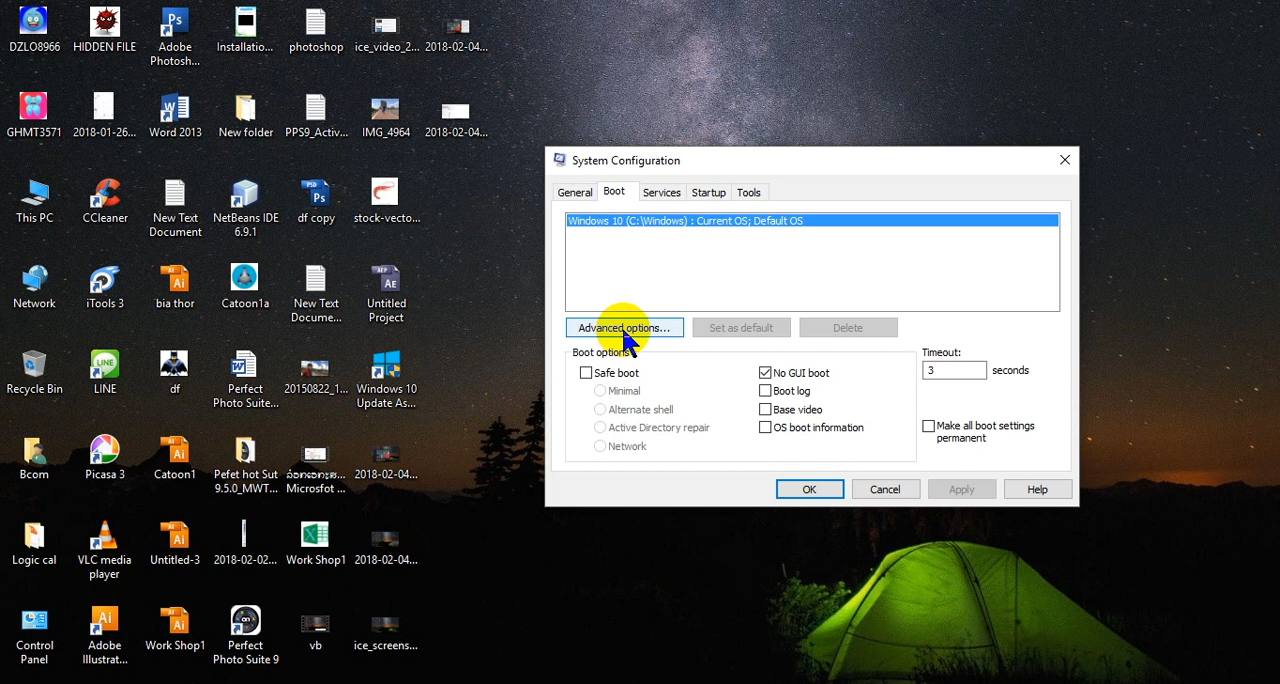 DZLO8966
HIDDEN FILE
Adobe
Photosh...
Installatio...
photoshop
ice_video_2...
2018-02-04...
GHMT3571
2018-01-26...
Word 2013
New folder
PPS9_Activ...
IMG_4964
2018-02-04...
This PC
CCleaner
New Text
Document
NetBeans IDE
6.9.1
df copy
stock-vecto...
Network
iTools 3
bia thor
Catoon1a
New Text
Docume...
Untitled
Project
Recycle Bin
LINE
df
Perfect
Photo Suite...
20150822_1...
Windows 10
Update As...
Bcom
Picasa 3
Catoon1
Pefet hot Sut
9.5.0_MWT...
Microsfot ...
2018-02-04...
Logic cal
VLC media
player
Untitled-3
2018-02-02...
Work Shop1
2018-02-04...
Control
Panel
Adobe
Illustrat...
Work Shop1
Perfect
Photo Suite 9
vb
ice_screens...
System Configuration
General
Boot
Services
Startup
Tools
Windows 10 (C:\Windows) : Current OS; Default OS
Advanced options...
Set as default
Delete
Boot options
Safe boot
Minimal
Alternate shell
Active Directory repair
Network
No GUI boot
Boot log
Base video
OS boot information
Timeout:
3 seconds
Make all boot settings
permanent
OK
Cancel
Apply
Help